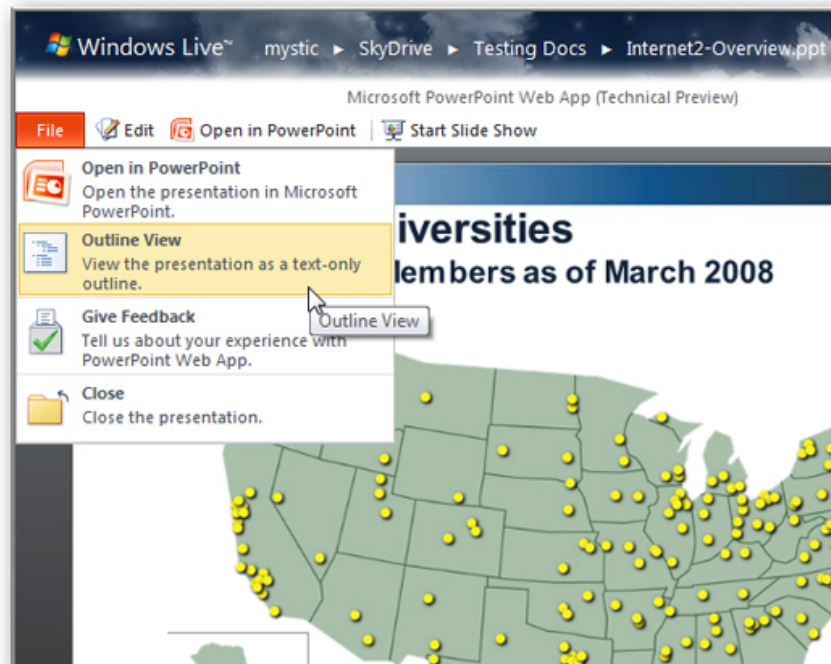 Windows Live™ mystic ► SkyDrive ► Testing Docs ► Internet2-Overview.ppt
Microsoft PowerPoint Web App (Technical Preview)
File Edit Open in PowerPoint Start Slide Show
Open in PowerPoint
Open the presentation in Microsoft
PowerPoint.
iversities
Outline View
View the presentation as a text-only
outline.
embers as of March 2008
Outline View
Give Feedback
Tell us about your experience with
PowerPoint Web App.
Close
Close the presentation.